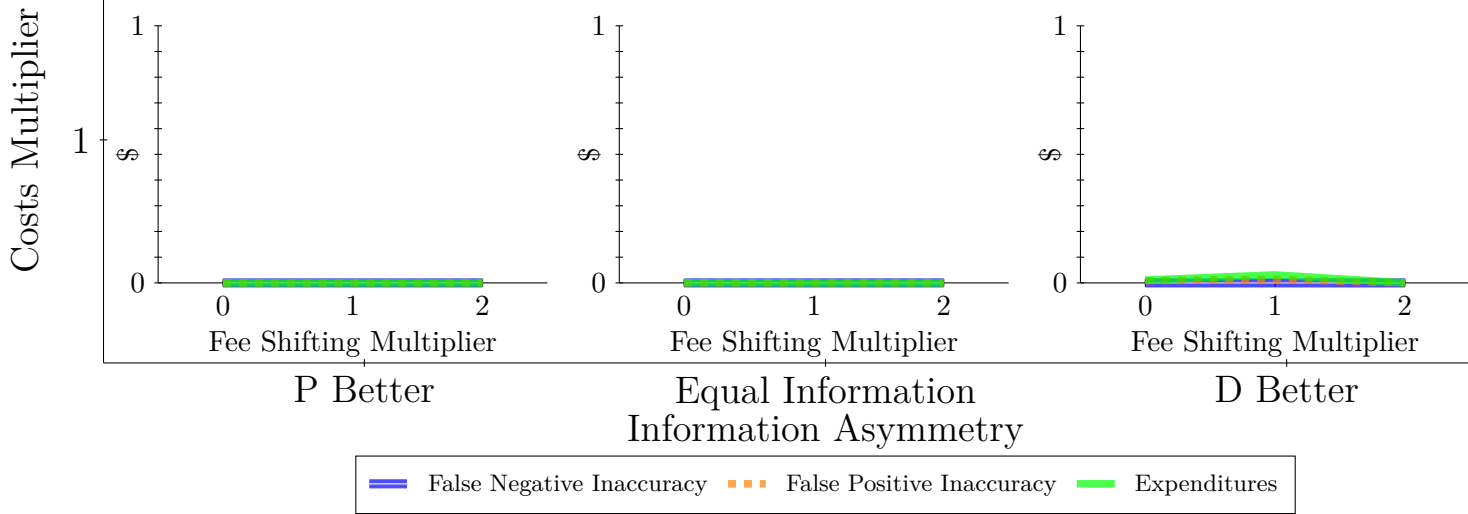 Costs Multiplier
1
1
0
$
0 1 2
Fee Shifting Multiplier
1
0
$
0 1 2
Fee Shifting Multiplier
1
0
$
0 1 2
Fee Shifting Multiplier
P Better
Equal Information
D Better
Information Asymmetry
False Negative Inaccuracy False Positive Inaccuracy Expenditures